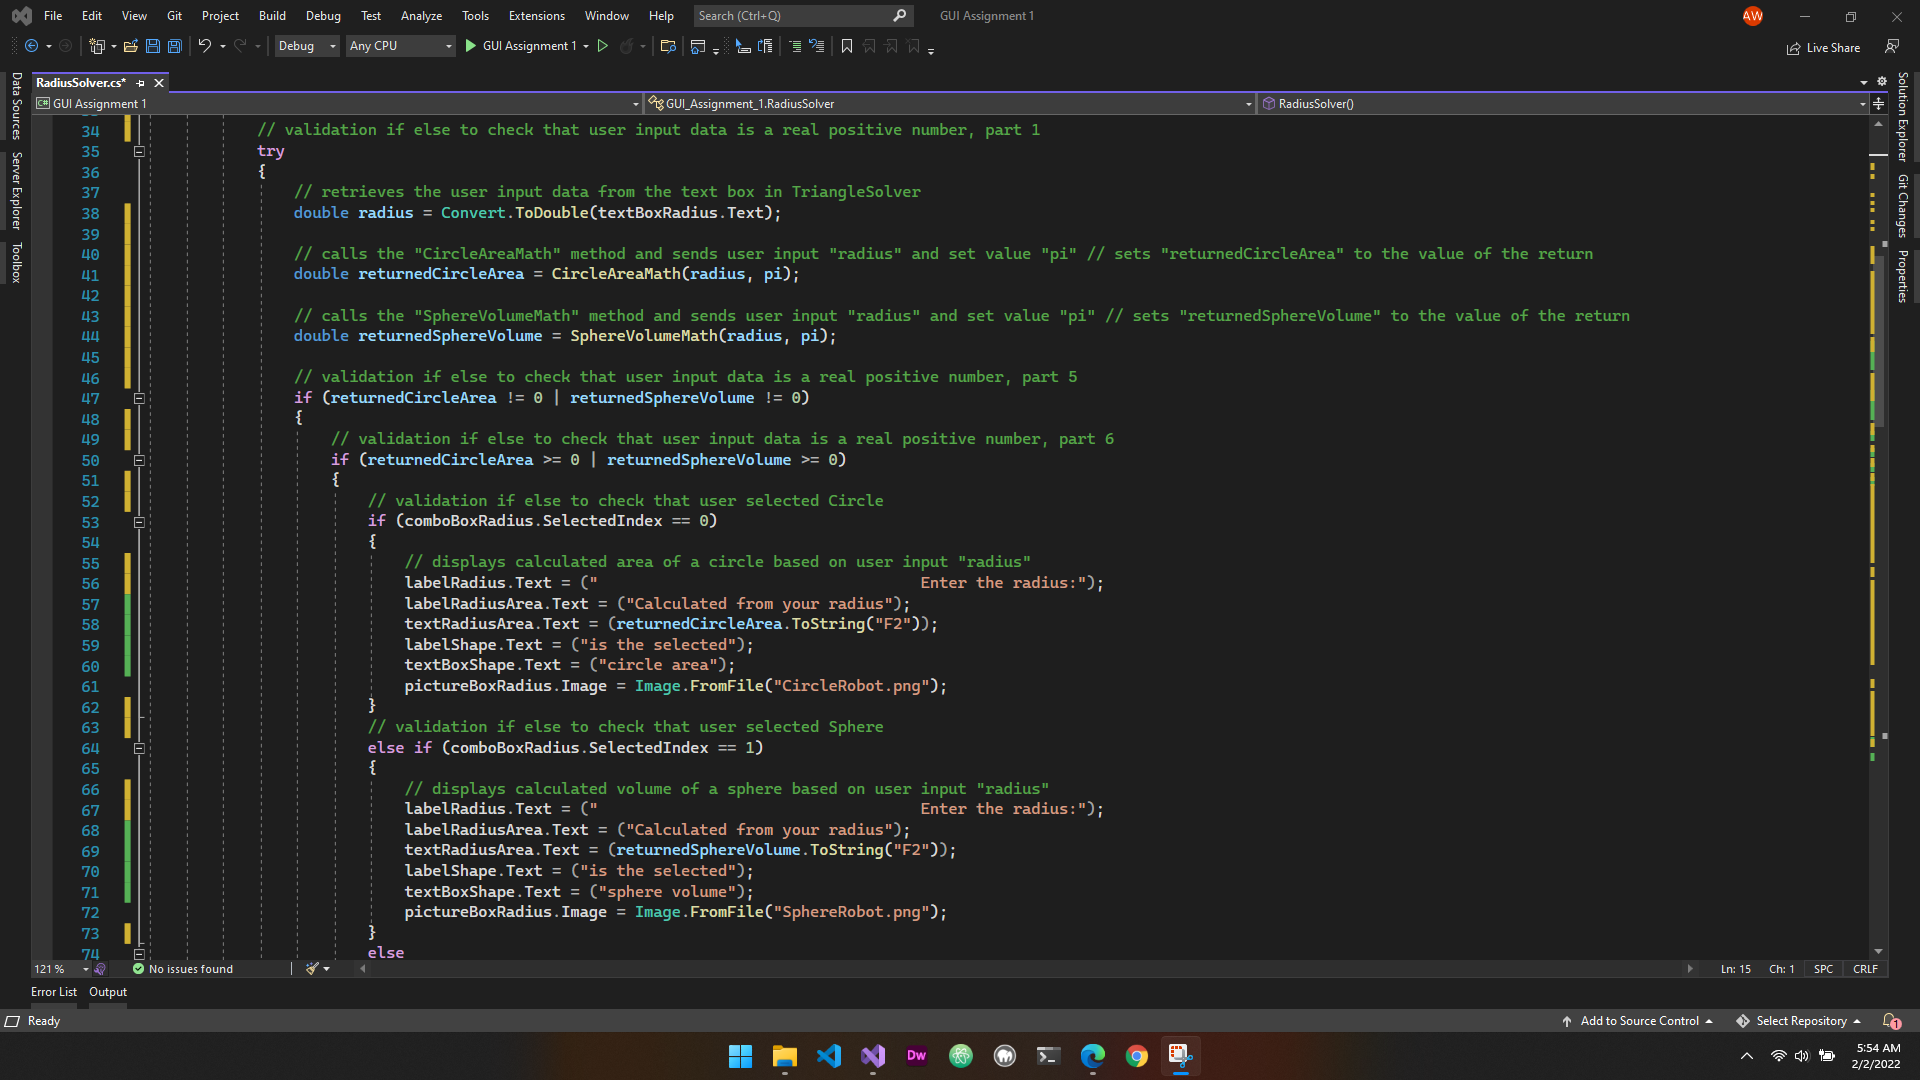 File Edit View Git Project Build Debug Test Analyze Tools Extensions Window Help Search (Ctrl+Q) GUI Assignment 1 AW
Debug Any CPU GUI Assignment 1 Live Share
RadiusSolver.cs*
C# GUI Assignment 1 GUI_Assignment_1.RadiusSolver RadiusSolver()
Data Sources
Server Explorer
Toolbox
34 // validation if else to check that user input data is a real positive number, part 1
35 try
36 {
37 // retrieves the user input data from the text box in TriangleSolver
38 double radius = Convert.ToDouble(textBoxRadius.Text);
39
40 // calls the "CircleAreaMath" method and sends user input "radius" and set value "pi" // sets "returnedCircleArea" to the value of the return
41 double returnedCircleArea = CircleAreaMath(radius, pi);
42
43 // calls the "SphereVolumeMath" method and sends user input "radius" and set value "pi" // sets "returnedSphereVolume" to the value of the return
44 double returnedSphereVolume = SphereVolumeMath(radius, pi);
45
46 // validation if else to check that user input data is a real positive number, part 5
47 if (returnedCircleArea != 0 | returnedSphereVolume != 0)
48 {
49 // validation if else to check that user input data is a real positive number, part 6
50 if (returnedCircleArea >= 0 | returnedSphereVolume >= 0)
51 {
52 // validation if else to check that user selected Circle
53 if (comboBoxRadius.SelectedIndex == 0)
54 {
55 // displays calculated area of a circle based on user input "radius"
56 labelRadius.Text = ("                                   Enter the radius:");
57 labelRadiusArea.Text = ("Calculated from your radius");
58 textRadiusArea.Text = (returnedCircleArea.ToString("F2"));
59 labelShape.Text = ("is the selected");
60 textBoxShape.Text = ("circle area");
61 pictureBoxRadius.Image = Image.FromFile("CircleRobot.png");
62 }
63 // validation if else to check that user selected Sphere
64 else if (comboBoxRadius.SelectedIndex == 1)
65 {
66 // displays calculated volume of a sphere based on user input "radius"
67 labelRadius.Text = ("                                   Enter the radius:");
68 labelRadiusArea.Text = ("Calculated from your radius");
69 textRadiusArea.Text = (returnedSphereVolume.ToString("F2"));
70 labelShape.Text = ("is the selected");
71 textBoxShape.Text = ("sphere volume");
72 pictureBoxRadius.Image = Image.FromFile("SphereRobot.png");
73 }
74 else
Solution Explorer
Git Changes
Properties
121 % No issues found Ln: 15 Ch: 1 SPC CRLF
Error List Output
Ready Add to Source Control Select Repository 1
Dw
5:54 AM
2/2/2022